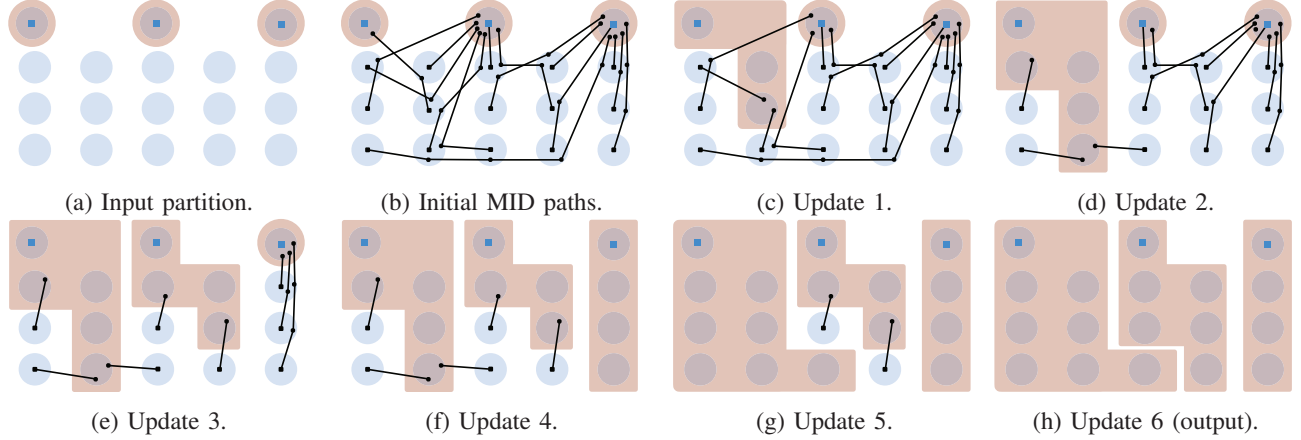 (a) Input partition.
(b) Initial MID paths.
(c) Update 1.
(d) Update 2.
(e) Update 3.
(f) Update 4.
(g) Update 5.
(h) Update 6 (output).